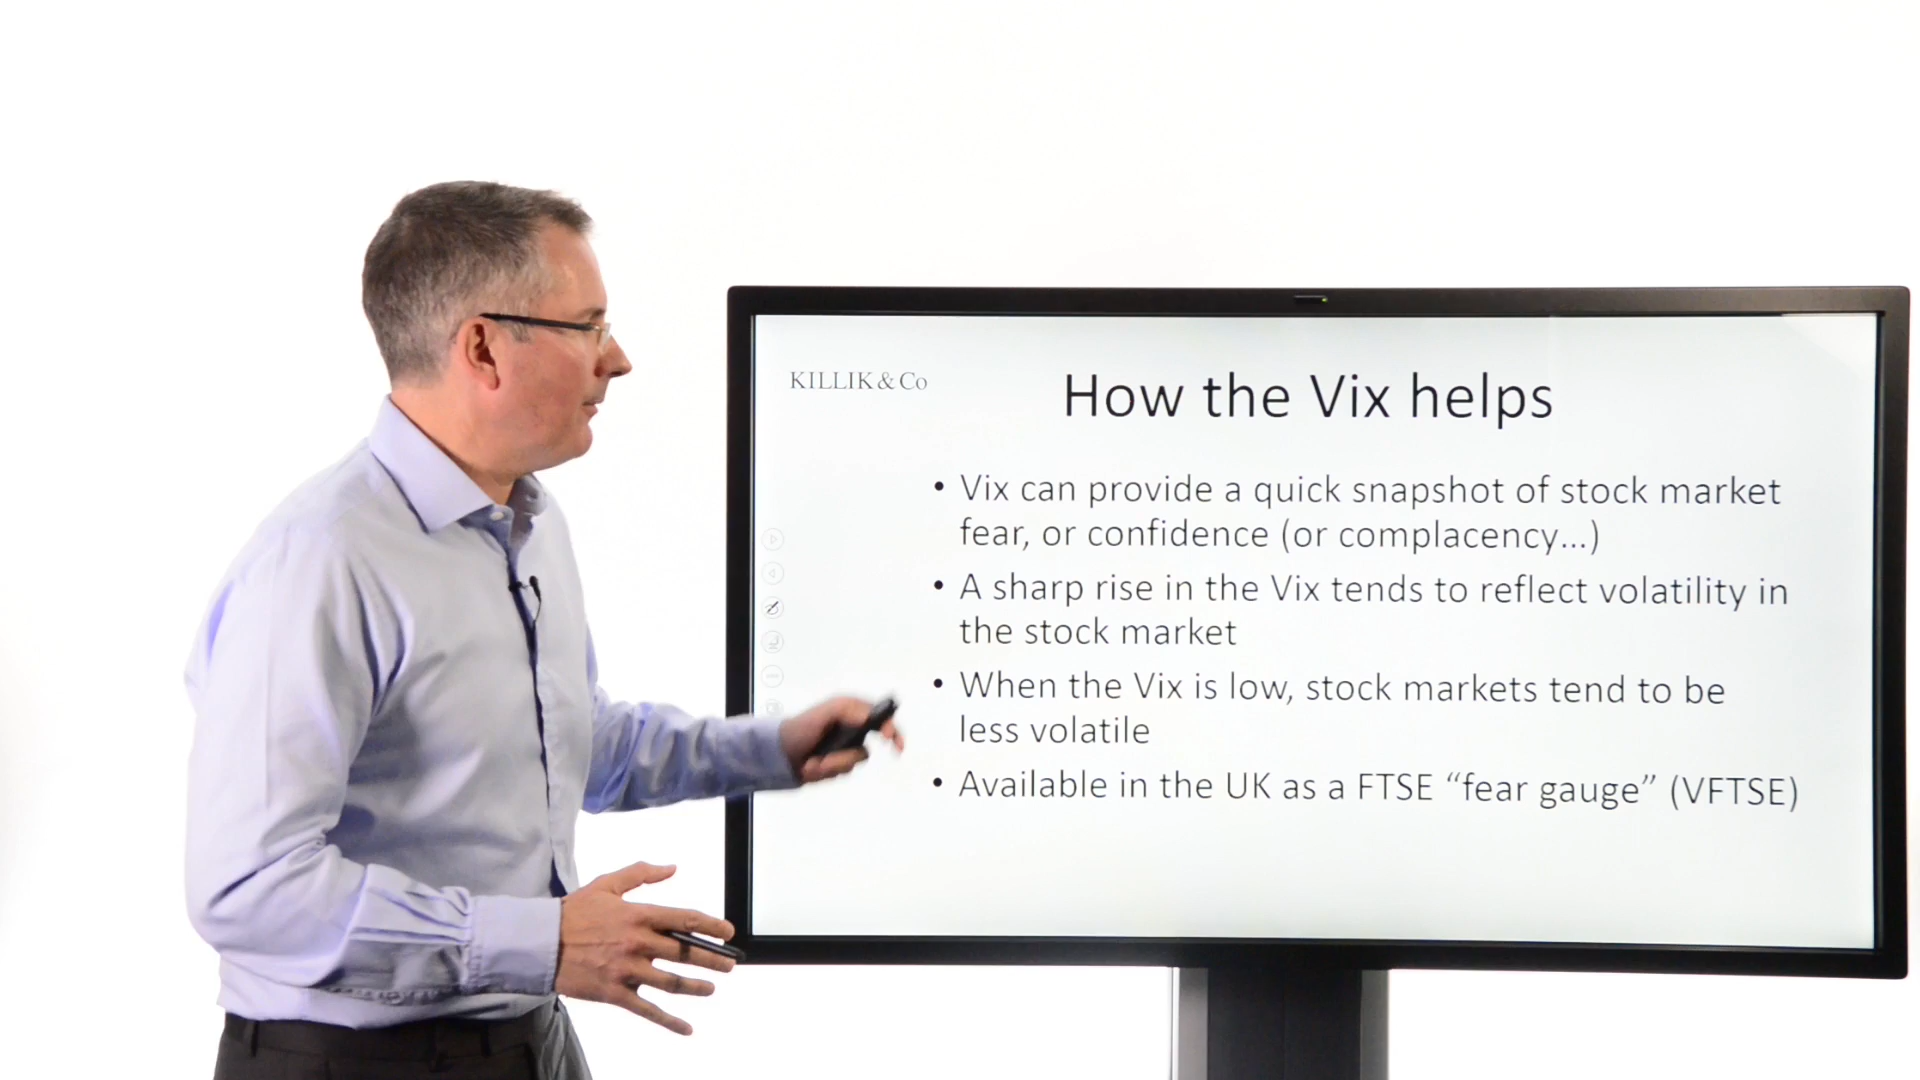 KILLIK & Co
How the Vix helps
• Vix can provide a quick snapshot of stock market
fear, or confidence (or complacency...)
• A sharp rise in the Vix tends to reflect volatility in
the stock market
• When the Vix is low, stock markets tend to be
less volatile
• Available in the UK as a FTSE “fear gauge” (VFTSE)